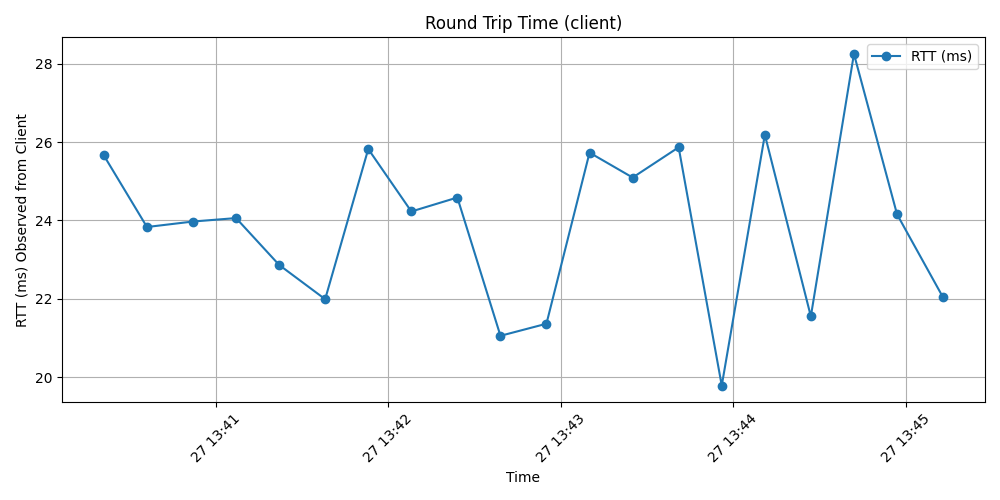 Round Trip Time (client)
RTT (ms)
RTT (ms) Observed from Client
28
26
24
22
20
27 13:41
27 13:42
27 13:43
27 13:44
27 13:45
Time